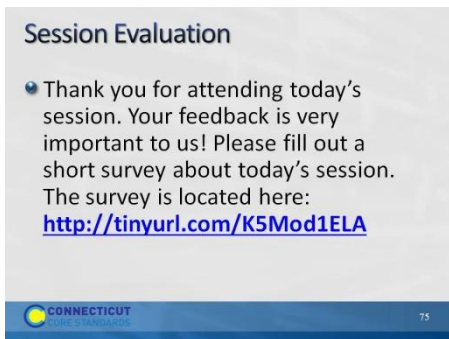 Session Evaluation
Thank you for attending today's
session. Your feedback is very
important to us! Please fill out a
short survey about today's session.
The survey is located here:
http://tinyurl.com/K5Mod1ELA
CONNECTICUT
CORE STANDARDS
75